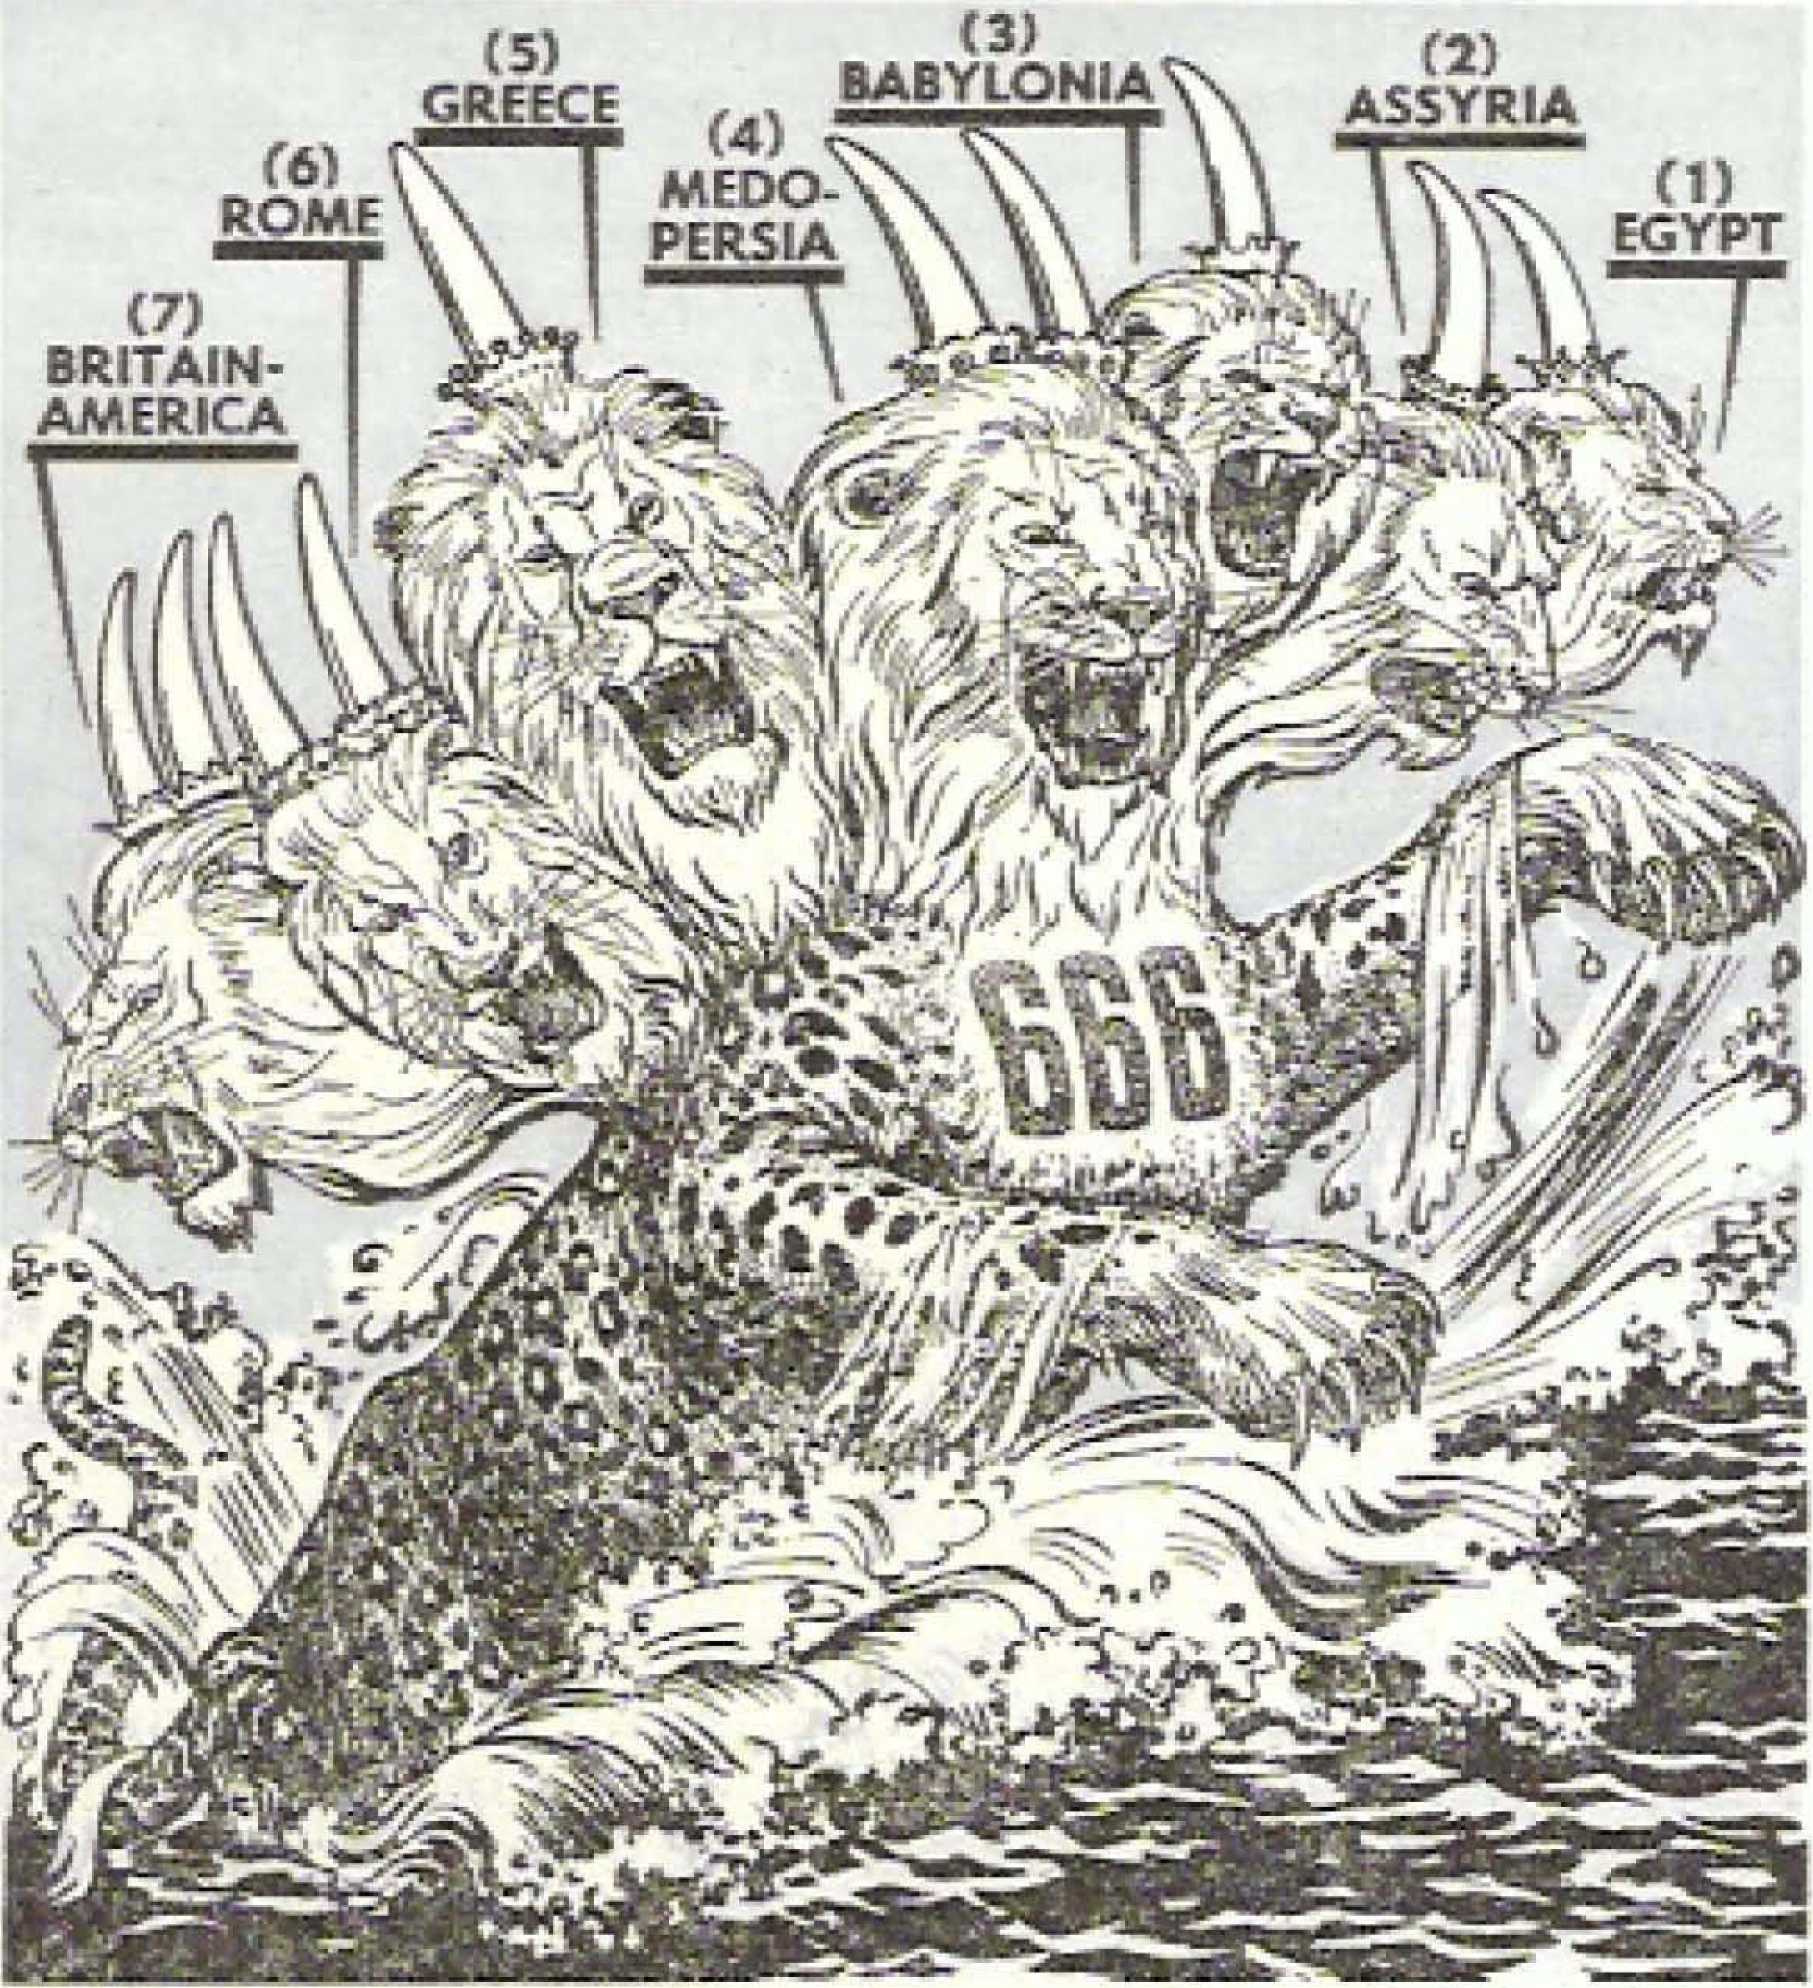 (1)
EGYPT
(2)
ASSYRIA
(3)
BABYLONIA
(4)
MEDO-
PERSIA
(5)
GREECE
(6)
ROME
(7)
BRITAIN-
AMERICA
666